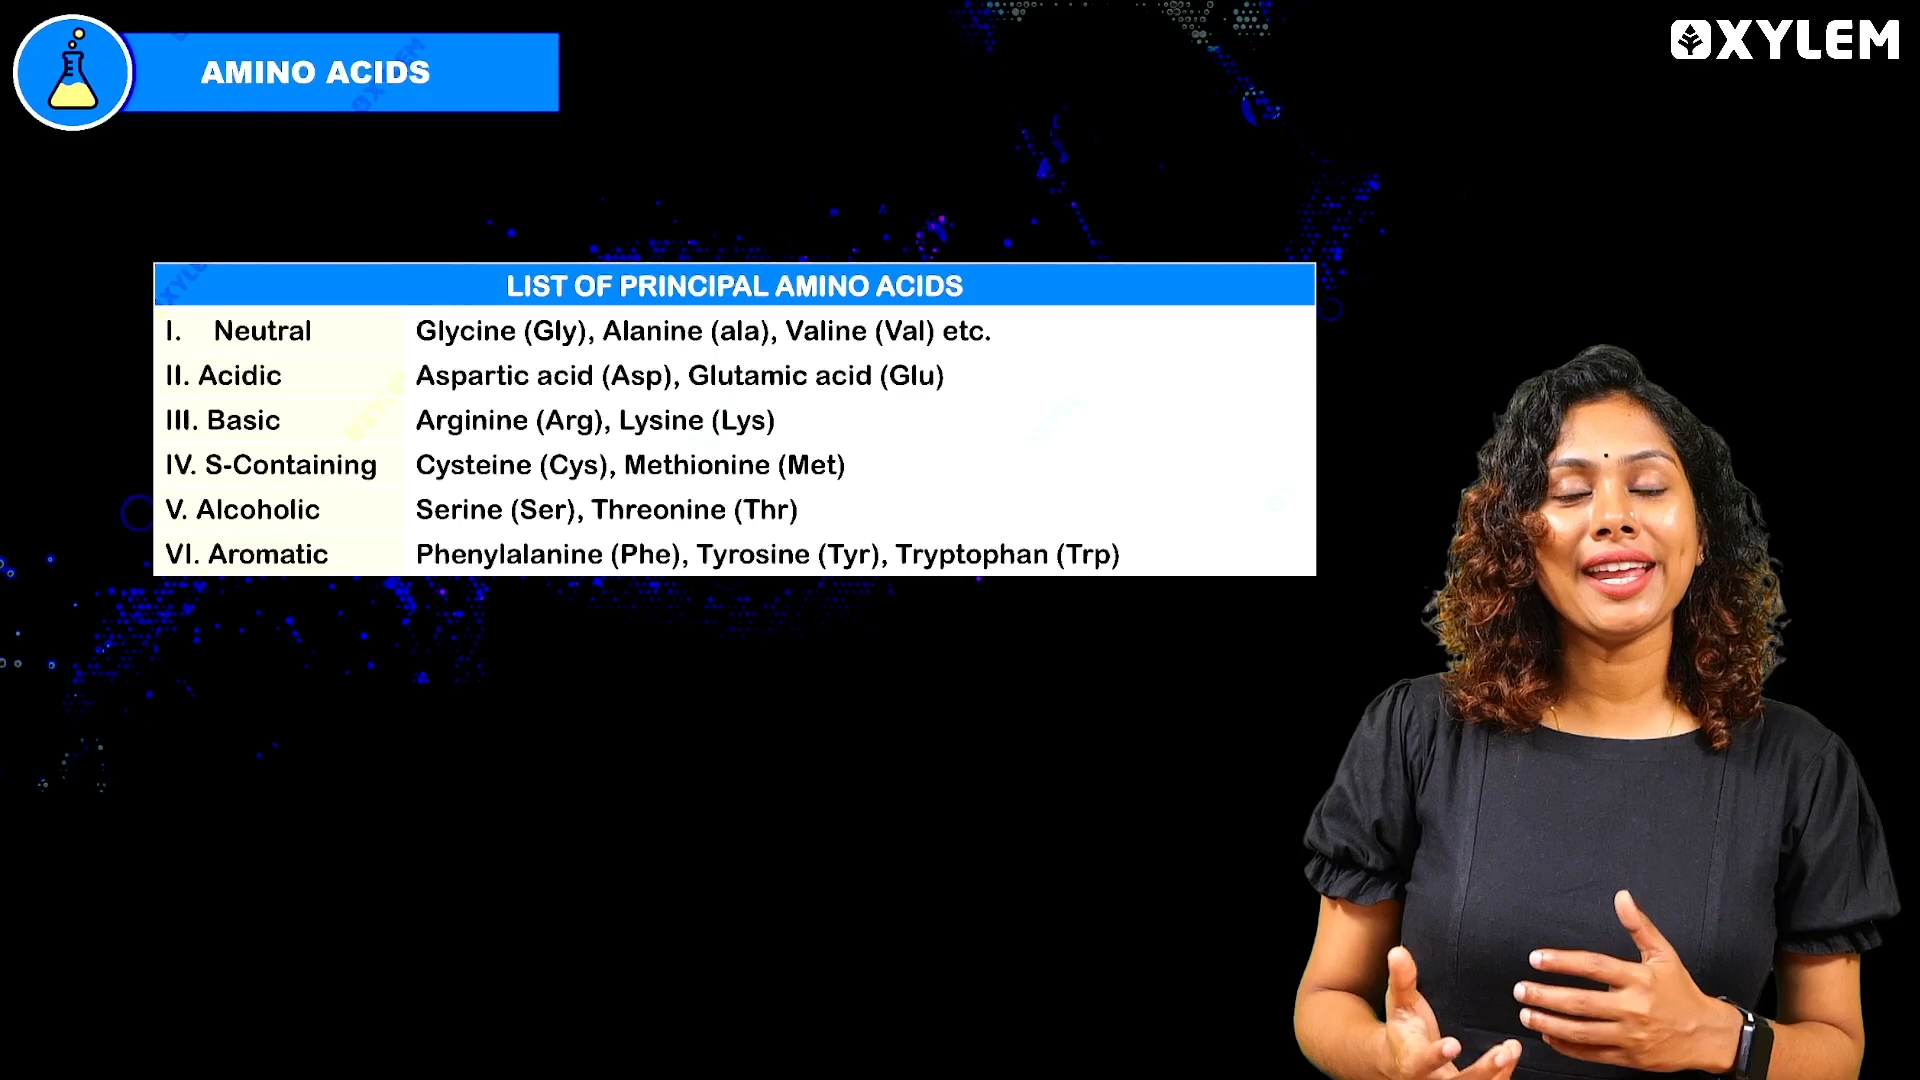 AMINO ACIDS
OXYLEM
LIST OF PRINCIPAL AMINO ACIDS
I. Neutral Glycine (Gly), Alanine (ala), Valine (Val) etc.
II. Acidic Aspartic acid (Asp), Glutamic acid (Glu)
III. Basic Arginine (Arg), Lysine (Lys)
IV. S-Containing Cysteine (Cys), Methionine (Met)
V. Alcoholic Serine (Ser), Threonine (Thr)
VI. Aromatic Phenylalanine (Phe), Tyrosine (Tyr), Tryptophan (Trp)